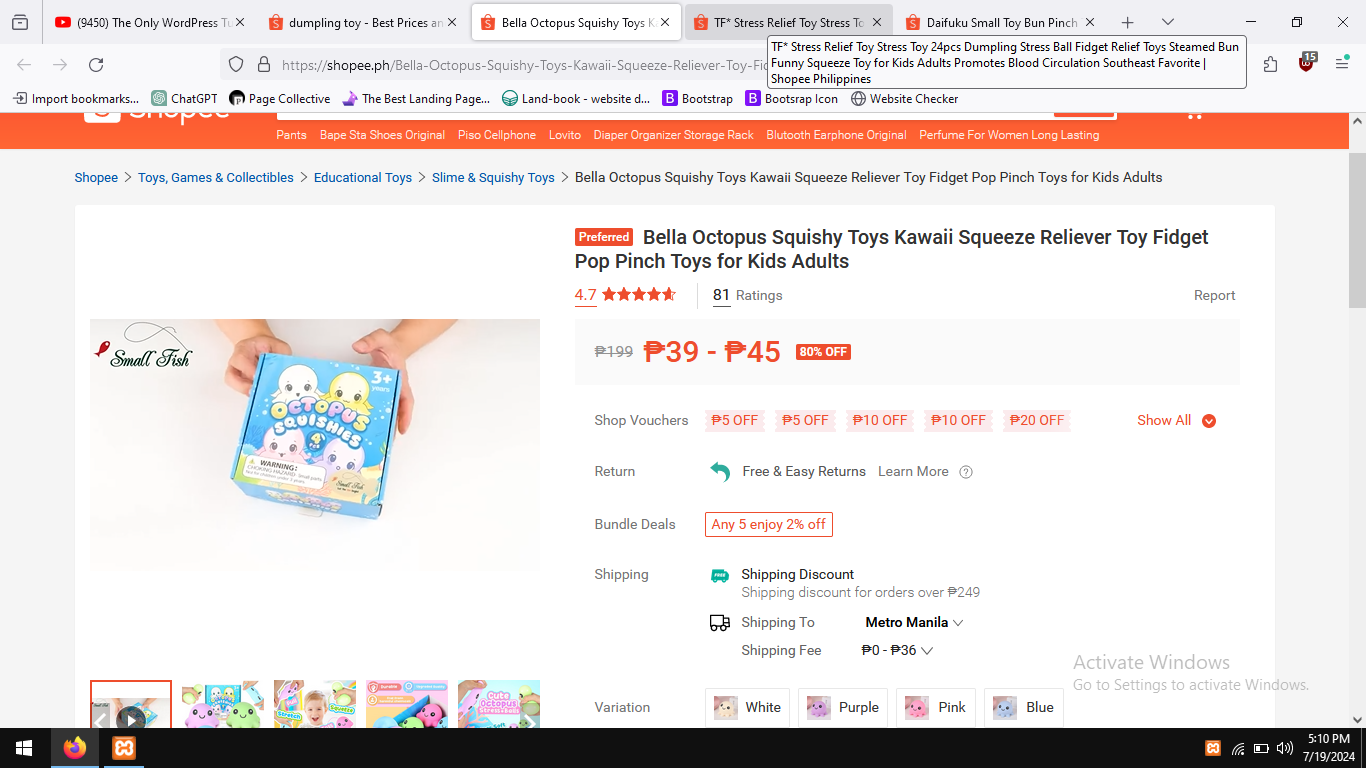 (9450) The Only WordPress Tu
dumpling toy - Best Prices an
Bella Octopus Squishy Toys Ka
TF* Stress Relief Toy Stress To
Daifuku Small Toy Bun Pinch
TF* Stress Relief Toy Stress Toy 24pcs Dumpling Stress Ball Fidget Relief Toys Steamed Bun
Funny Squeeze Toy for Kids Adults Promotes Blood Circulation Southeast Favorite |
Shopee Philippines
https://shopee.ph/Bella-Octopus-Squishy-Toys-Kawaii-Squeeze-Reliever-Toy-Fid
15
Import bookmarks...
ChatGPT
Page Collective
The Best Landing Page...
Land-book - website d...
Bootstrap
Bootsrap Icon
Website Checker
Shopee
Pants
Bape Sta Shoes Original
Piso Cellphone
Lovito
Diaper Organizer Storage Rack
Blutooth Earphone Original
Perfume For Women Long Lasting
Shopee > Toys, Games & Collectibles > Educational Toys > Slime & Squishy Toys > Bella Octopus Squishy Toys Kawaii Squeeze Reliever Toy Fidget Pop Pinch Toys for Kids Adults
Preferred Bella Octopus Squishy Toys Kawaii Squeeze Reliever Toy Fidget
Pop Pinch Toys for Kids Adults
4.7
81 Ratings
Report
₱199 ₱39 - ₱45 80% OFF
Small Fish
3+
years
OCTOPUS
SQUISHIES
4
WARNING:
CHOKING HAZARD- Small parts
Small Fish
Shop Vouchers ₱5 OFF ₱5 OFF ₱10 OFF ₱10 OFF ₱20 OFF Show All
Return Free & Easy Returns Learn More ?
Bundle Deals Any 5 enjoy 2% off
Shipping FREE Shipping Discount
Shipping discount for orders over ₱249
Shipping To Metro Manila
Shipping Fee ₱0 - ₱36
Variation White Purple Pink Blue
Stretch
Squeeze
Cute
Octopus
Activate Windows
Go to Settings to activate Windows.
5:10 PM
7/19/2024